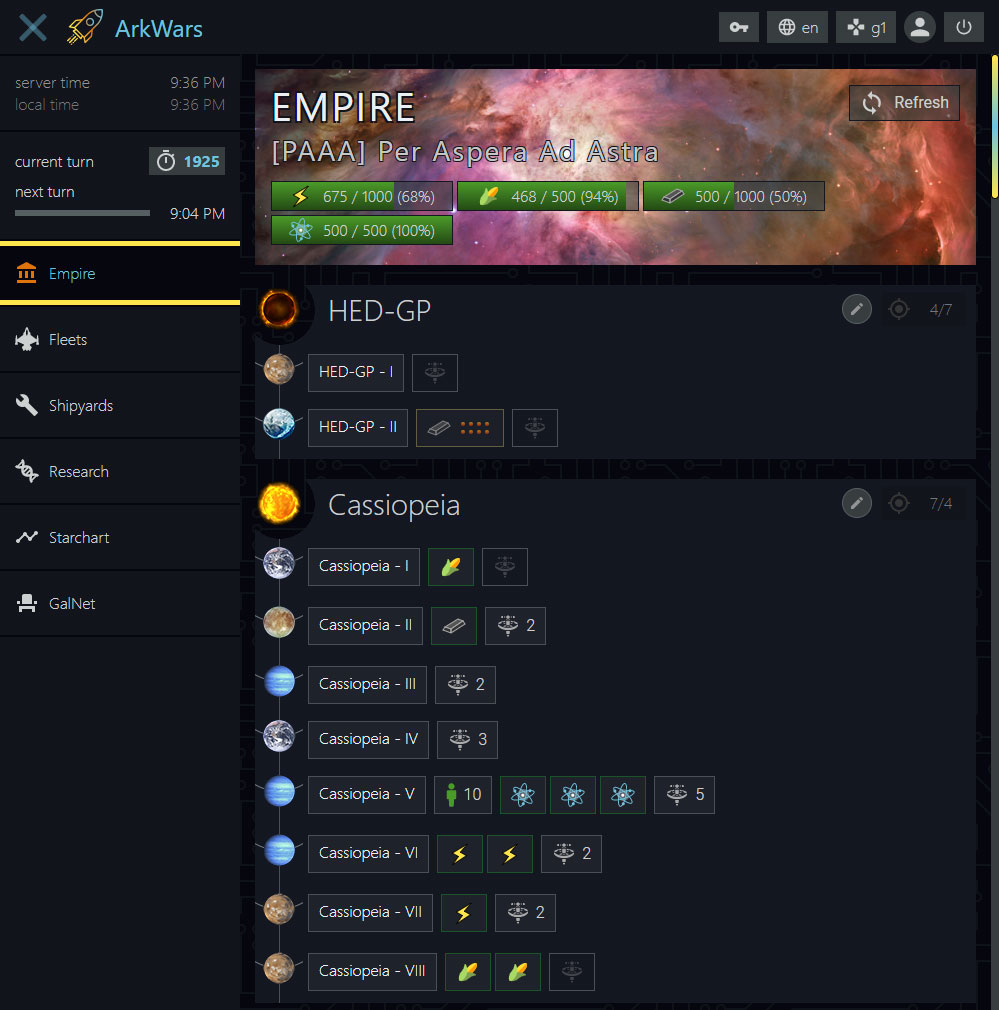 ArkWars
en
g1
server time 9:36 PM
local time 9:36 PM
current turn 1925
next turn
9:04 PM
Empire
Fleets
Shipyards
Research
Starchart
GalNet
EMPIRE
Refresh
[PAAA] Per Aspera Ad Astra
675 / 1000 (68%) 468 / 500 (94%) 500 / 1000 (50%)
500 / 500 (100%)
HED-GP 4/7
HED-GP - I
HED-GP - II
Cassiopeia 7/4
Cassiopeia - I
Cassiopeia - II 2
Cassiopeia - III 2
Cassiopeia - IV 3
Cassiopeia - V 10 5
Cassiopeia - VI 2
Cassiopeia - VII 2
Cassiopeia - VIII